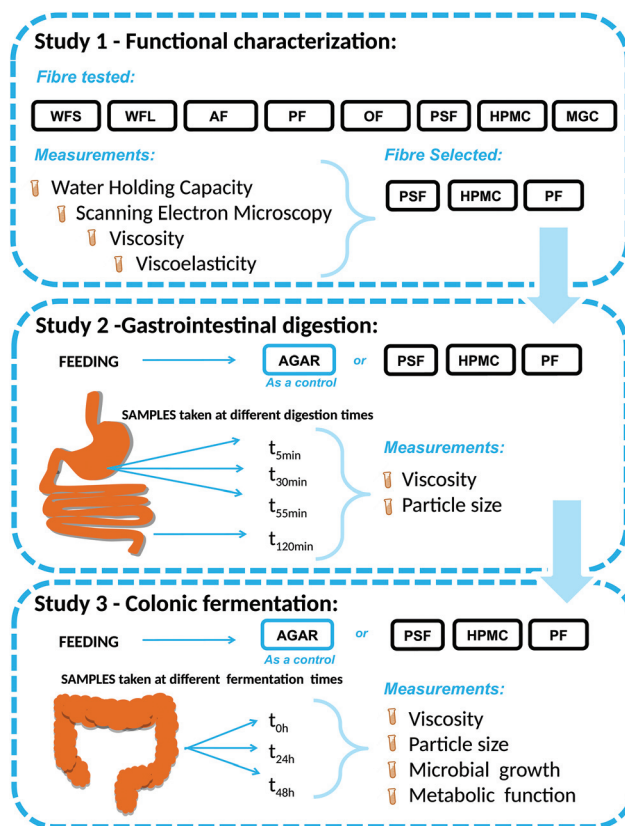 Study 1 - Functional characterization:
Fibre tested:
WFS WFL AF PF OF PSF HPMC MGC
Measurements:
Water Holding Capacity
Scanning Electron Microscopy
Viscosity
Viscoelasticity
Fibre Selected:
PSF HPMC PF
Study 2 -Gastrointestinal digestion:
FEEDING AGAR or PSF HPMC PF
As a control
SAMPLES taken at different digestion times
t5min
t30min
t55min
t120min
Measurements:
Viscosity
Particle size
Study 3 - Colonic fermentation:
FEEDING AGAR or PSF HPMC PF
As a control
SAMPLES taken at different fermentation times
t0h
t24h
t48h
Measurements:
Viscosity
Particle size
Microbial growth
Metabolic function